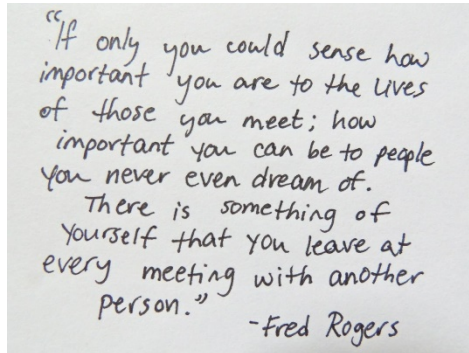 "If only you could sense how
important you are to the lives
of those you meet; how
important you can be to people
you never even dream of.
There is something of
yourself that you leave at
every meeting with another
person."
-Fred Rogers